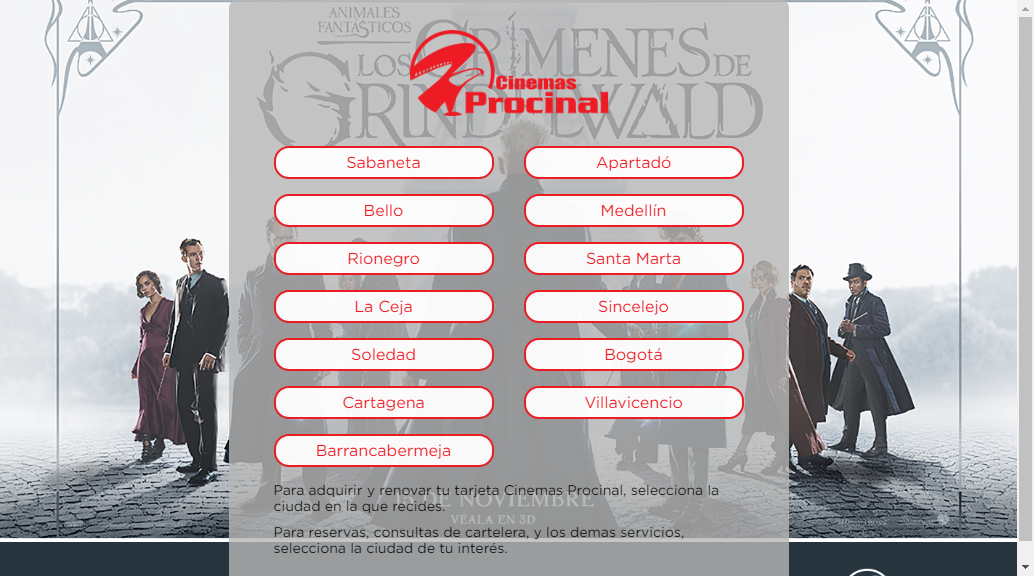 ANIMALES
FANTÁSTICOS
LOS CRÍMENES DE
GRINDELWALD
Cinemas
Procinal
Sabaneta
Apartadó
Bello
Medellín
Rionegro
Santa Marta
La Ceja
Sincelejo
Soledad
Bogotá
Cartagena
Villavicencio
Barrancabermeja
Para adquirir y renovar tu tarjeta Cinemas Procinal, selecciona la
ciudad en la que recides.
15 DE NOVIEMBRE
VEALA EN 3D
Para reservas, consultas de cartelera, y los demas servicios,
selecciona la ciudad de tu interés.